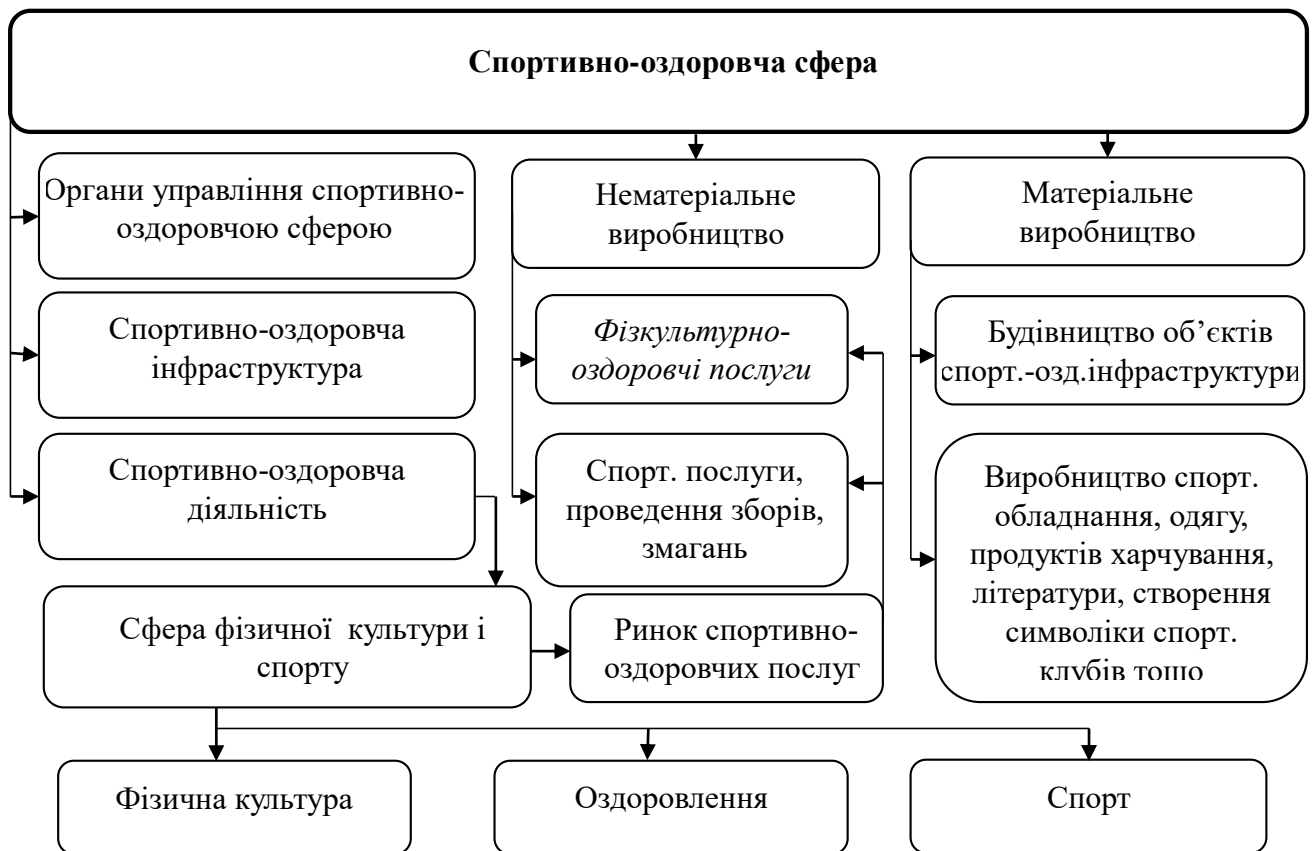 Спортивно-оздоровча сфера
Органи управління спортивно-
оздоровчою сферою
Нематеріальне
виробництво
Матеріальне
виробництво
Спортивно-оздоровча
інфраструктура
Фізкультурно-
оздоровчі послуги
Будівництво об’єктів
спорт.-озд.інфраструктури
Спортивно-оздоровча
діяльність
Спорт. послуги,
проведення зборів,
змагань
Виробництво спорт.
обладнання, одягу,
продуктів харчування,
літератури, створення
символіки спорт.
клубів тощо
Сфера фізичної культури і
спорту
Ринок спортивно-
оздоровчих послуг
Фізична культура
Оздоровлення
Спорт